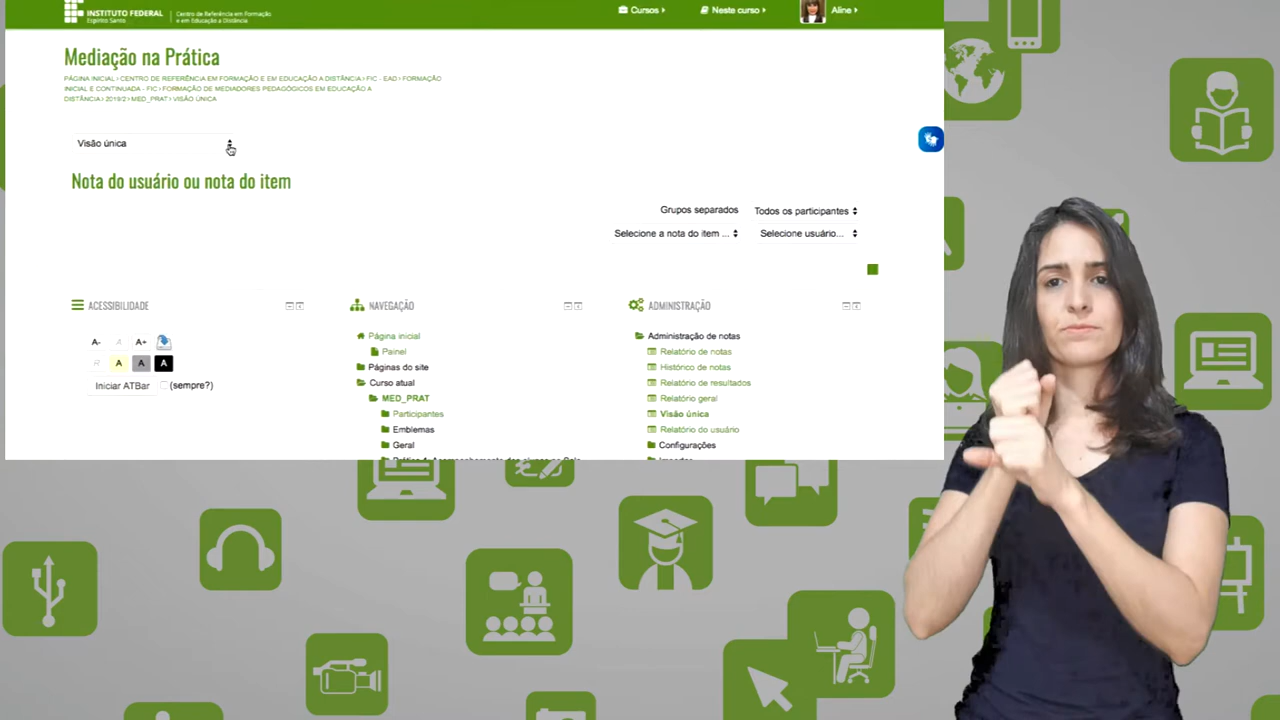 INSTITUTO FEDERAL
Espírito Santo
Centro de Referência em Formação
e em Educação a Distância
Cursos
Neste curso
Aline
Mediação na Prática
PÁGINA INICIAL › CENTRO DE REFERÊNCIA EM FORMAÇÃO E EM EDUCAÇÃO A DISTÂNCIA › FIC - EAD › FORMAÇÃO
INICIAL E CONTINUADA - FIC › FORMAÇÃO DE MEDIADORES PEDAGÓGICOS EM EDUCAÇÃO A
DISTÂNCIA › 2019/2 › MED_PRAT › VISÃO ÚNICA
Visão única
Nota do usuário ou nota do item
Grupos separados Todos os participantes
Selecione a nota do item ... Selecione usuário...
ACESSIBILIDADE
A- A A+
R A A A
Iniciar ATBar (sempre?)
NAVEGAÇÃO
Página inicial
Painel
Páginas do site
Curso atual
MED_PRAT
Participantes
Emblemas
Geral
ADMINISTRAÇÃO
Administração de notas
Relatório de notas
Histórico de notas
Relatório de resultados
Relatório geral
Visão única
Relatório do usuário
Configurações